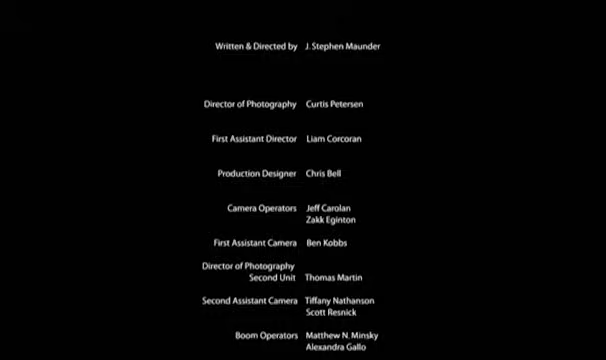 Written & Directed by J. Stephen Maunder
Director of Photography Curtis Petersen
First Assistant Director Liam Corcoran
Production Designer Chris Bell
Camera Operators Jeff Carolan
Zakk Eginton
First Assistant Camera Ben Kobbs
Director of Photography
Second Unit Thomas Martin
Second Assistant Camera Tiffany Nathanson
Scott Resnick
Boom Operators Matthew N. Minsky
Alexandra Gallo